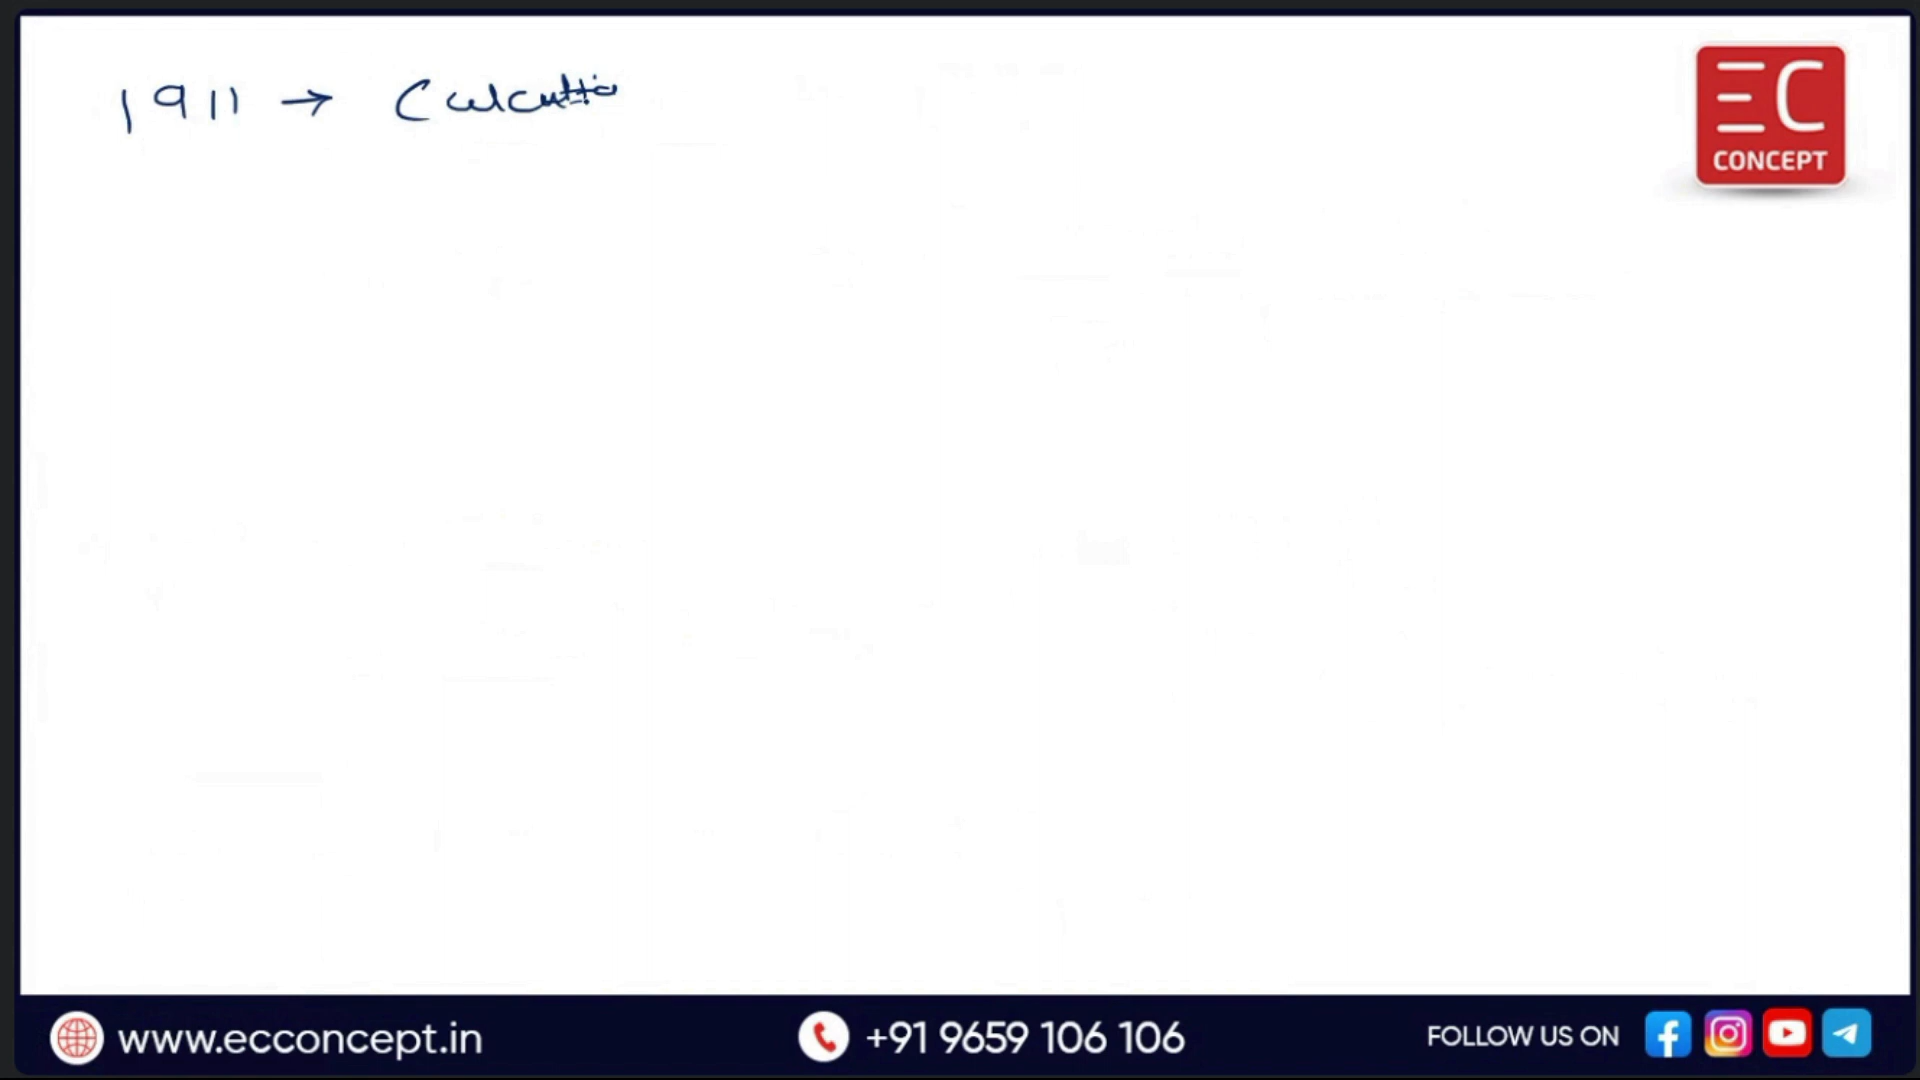 1911 → Calcutta
EC
CONCEPT
www.ecconcept.in
+91 9659 106 106
FOLLOW US ON